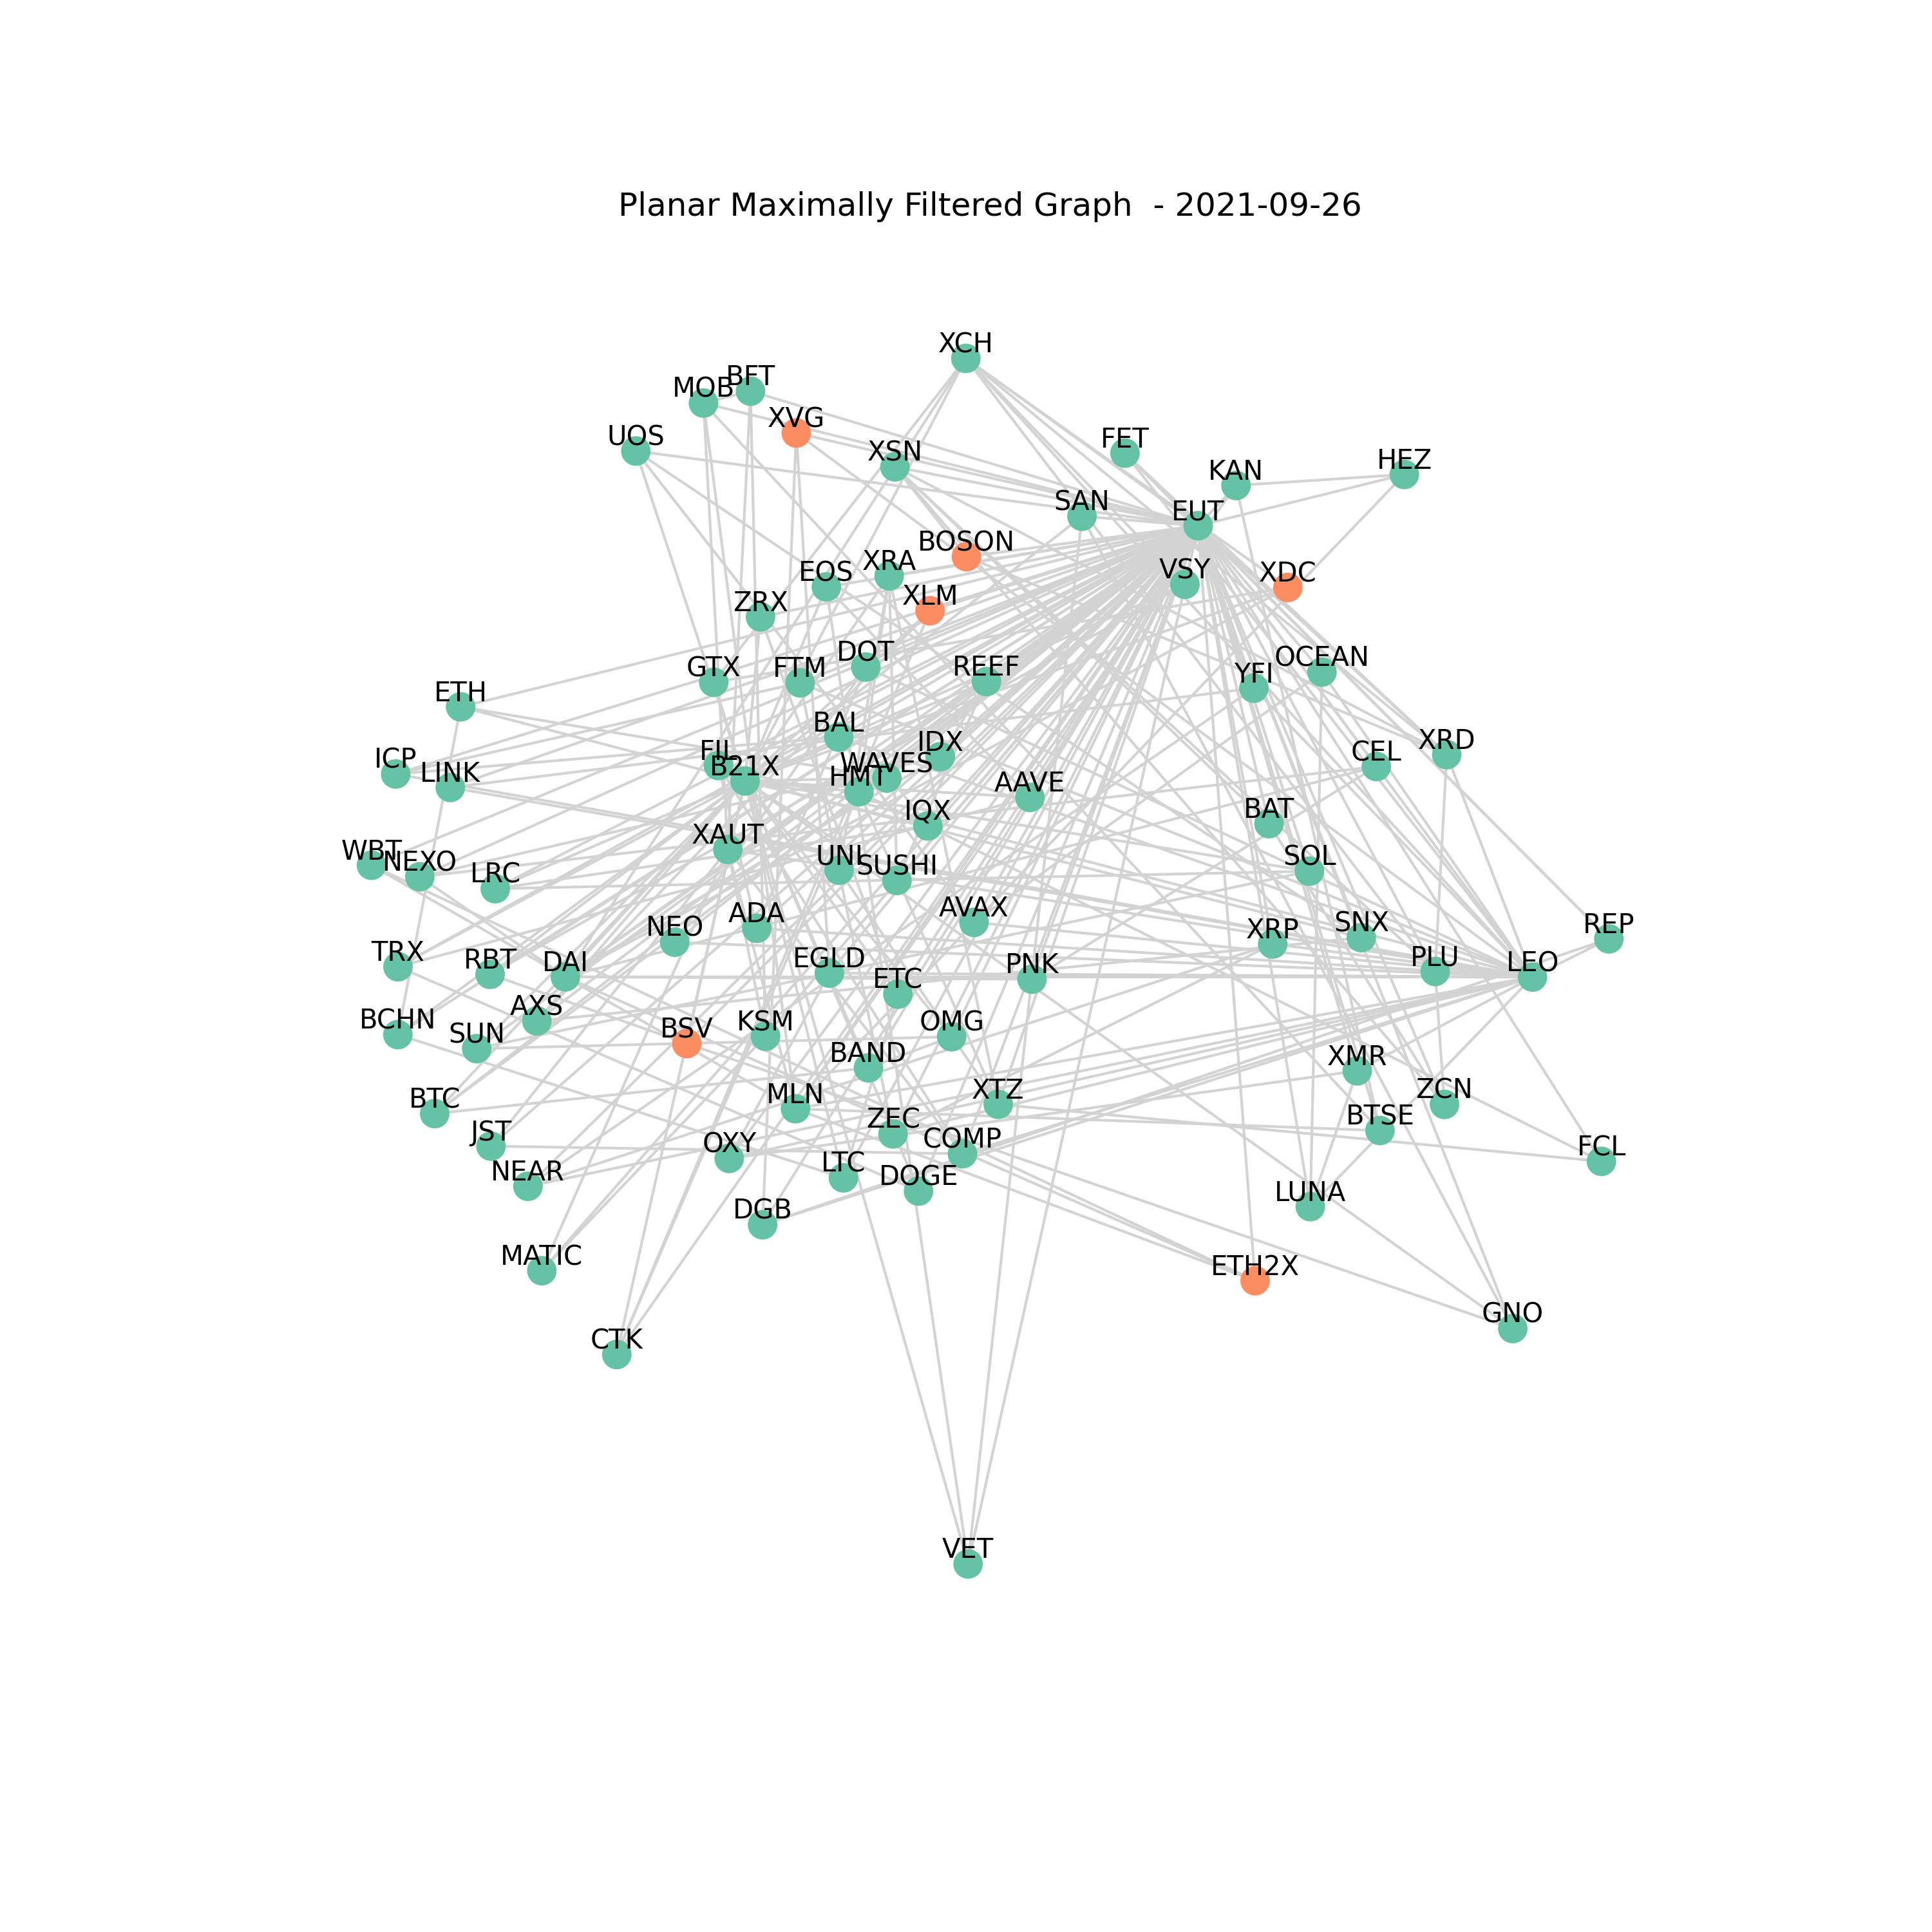 Planar Maximally Filtered Graph  - 2021-09-26
XCH
BFT
MOB
XVG
UOS
FET
XSN
HEZ
KAN
SAN
EUT
BOSON
XRA
VSY
XDC
EOS
XLM
ZRX
DOT
OCEAN
GTX
FTM
REEF
YFI
ETH
BAL
XRD
FIL
IDX
CEL
ICP
B21X
WAVES
LINK
HMT
AAVE
IQX
BAT
XAUT
WBT
UNI
SOL
NEXO
SUSHI
LRC
AVAX
ADA
NEO
SNX
REP
XRP
TRX
RBT
DAI
EGLD
PLU
LEO
PNK
ETC
AXS
BCHN
KSM
OMG
BSV
SUN
BAND
XMR
MLN
XTZ
ZCN
BTC
ZEC
BTSE
JST
COMP
OXY
FCL
LTC
NEAR
DOGE
LUNA
DGB
MATIC
ETH2X
GNO
CTK
VET